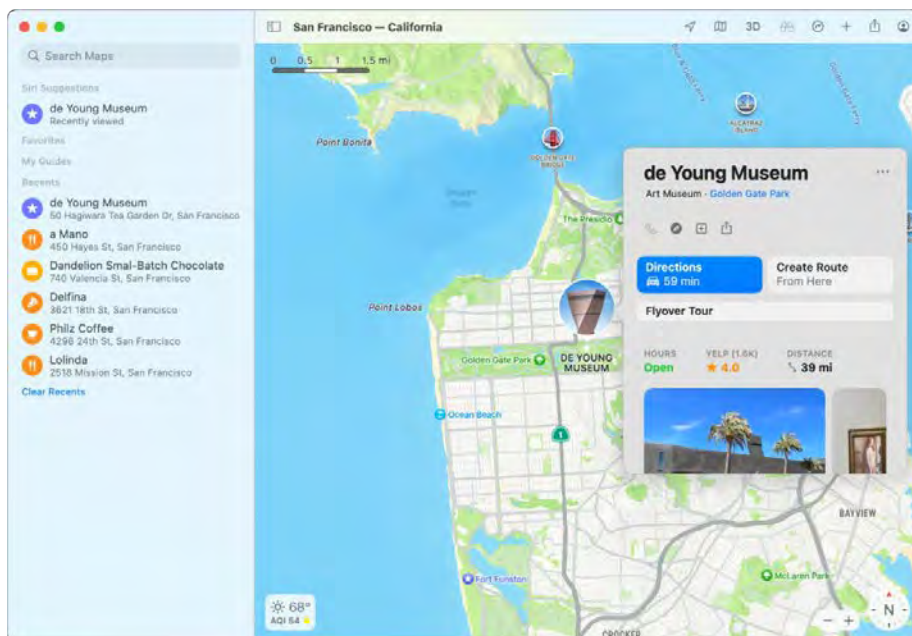 San Francisco — California
3D
Search Maps
Siri Suggestions
de Young Museum
Recently viewed
Favorites
My Guides
Recents
de Young Museum
50 Hagiwara Tea Garden Dr, San Francisco
a Mano
450 Hayes St, San Francisco
Dandelion Smal-Batch Chocolate
740 Valencia St, San Francisco
Delfina
3621 18th St, San Francisco
Philz Coffee
4298 24th St, San Francisco
Lolinda
2518 Mission St, San Francisco
Clear Recents
0 0.5 1 1.5 mi
Point Bonita
GOLDEN GATE
BRIDGE
ALCATRAZ
ISLAND
The Presidio
Point Lobos
Golden Gate Park
DE YOUNG
MUSEUM
Ocean Beach
1
Fort Funston
BAYVIEW
McLaren Park
CROCKER
68°
AQI 54
N
de Young Museum
Art Museum · Golden Gate Park
Directions
59 min
Create Route
From Here
Flyover Tour
HOURS
Open
YELP (1.6K)
4.0
DISTANCE
39 mi